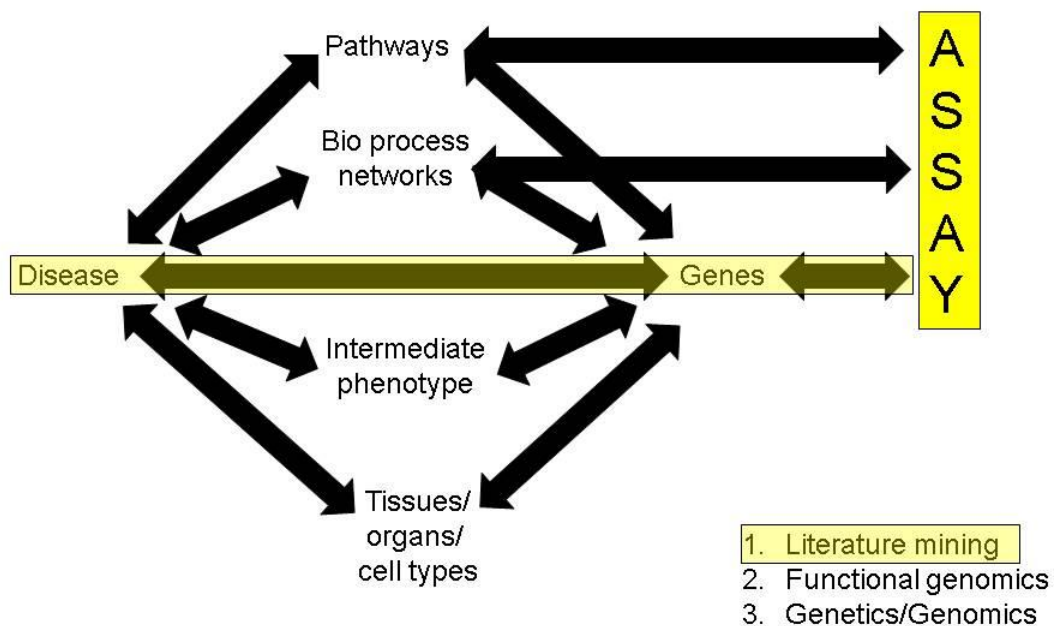 Pathways
Bio process
networks
Disease
Genes
Intermediate
phenotype
Tissues/
organs/
cell types
A
S
S
A
Y
1. Literature mining
2. Functional genomics
3. Genetics/Genomics